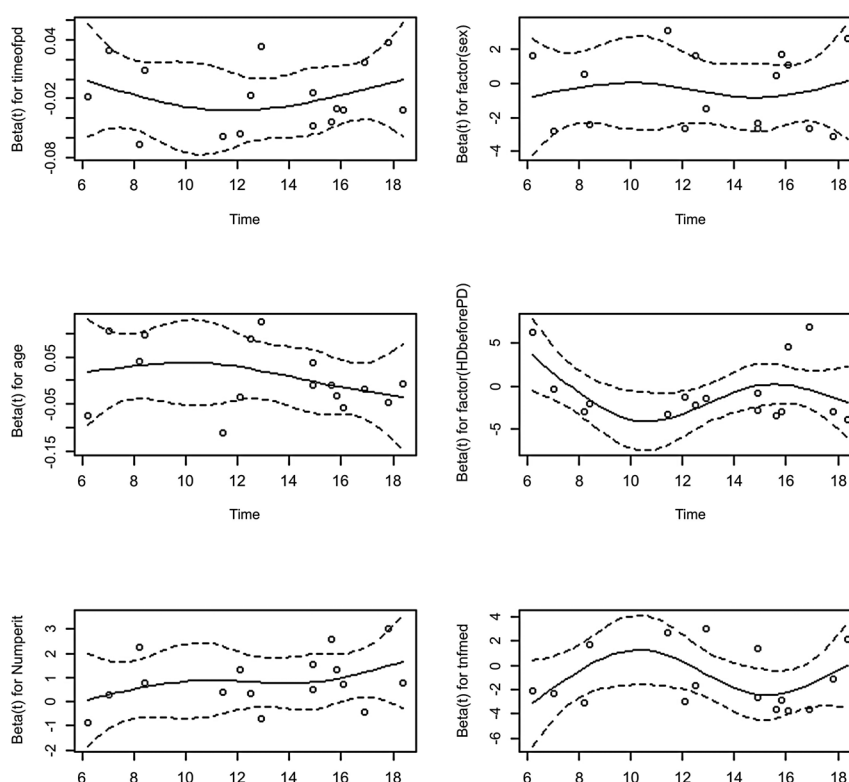 Beta(t) for timeofpd
0.04
-0.02
-0.08
6 8 10 12 14 16 18
Time
Beta(t) for factor(sex)
2
0
-2
-4
6 8 10 12 14 16 18
Time
Beta(t) for age
0.05
-0.05
-0.15
6 8 10 12 14 16 18
Time
Beta(t) for factor(HDbeforePD)
5
0
-5
6 8 10 12 14 16 18
Time
Beta(t) for Numperit
3
2
1
0
-1
-2
6 8 10 12 14 16 18
Beta(t) for tnfmed
4
2
0
-2
-4
-6
6 8 10 12 14 16 18